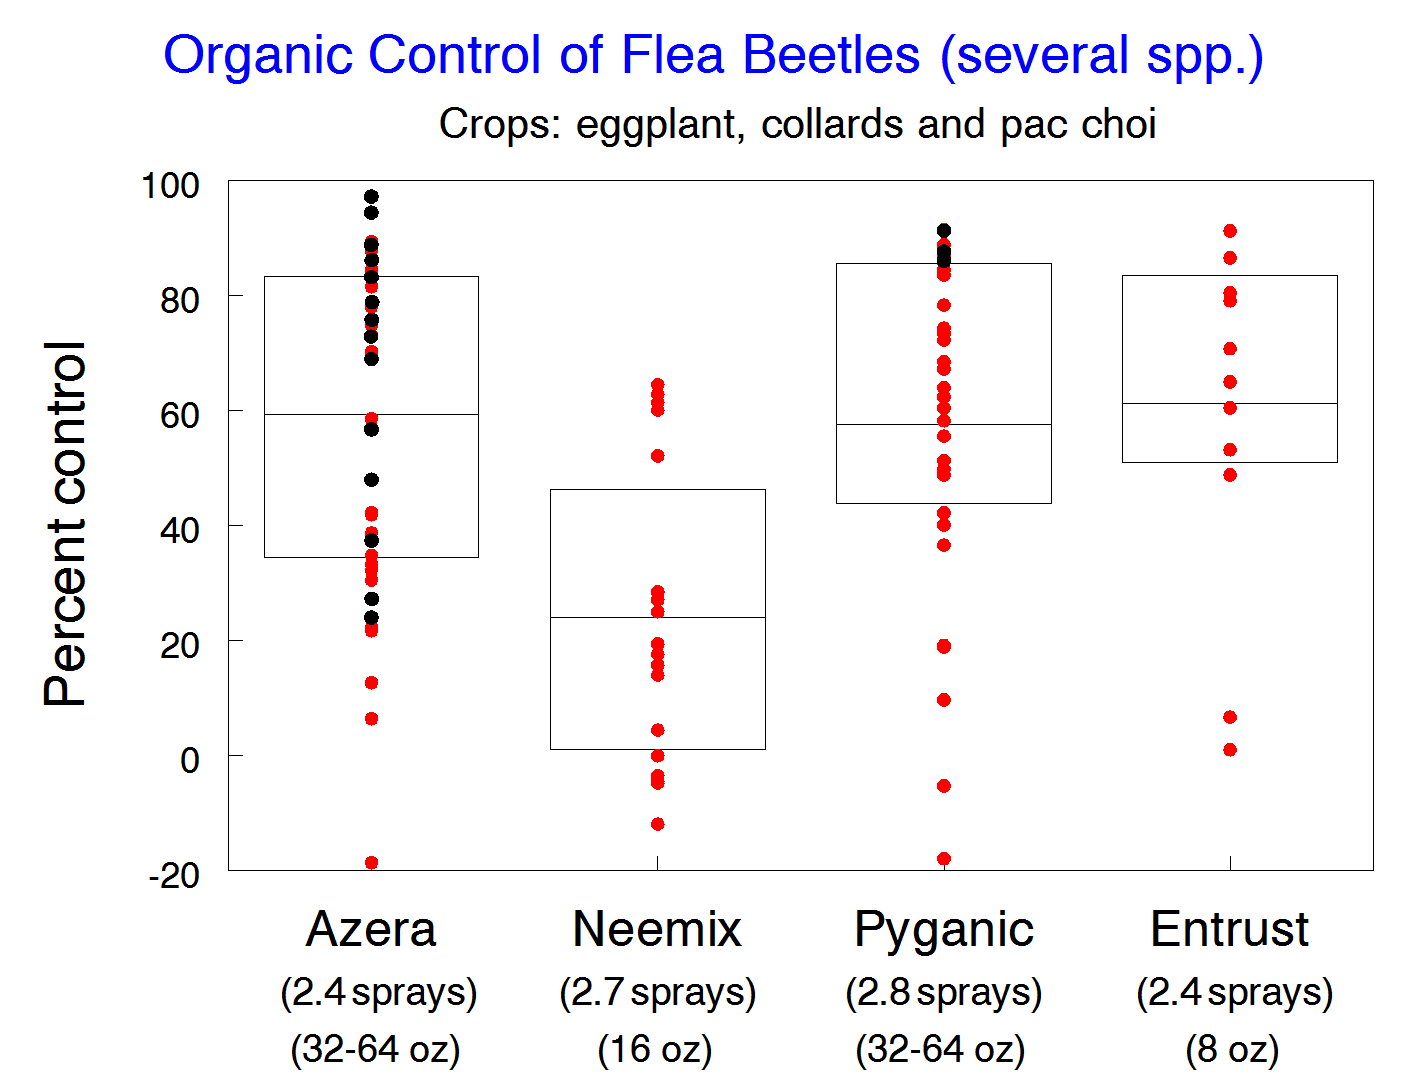 Organic Control of Flea Beetles (several spp.)
Crops: eggplant, collards and pac choi
Percent control
100
80
60
40
20
0
-20
Azera Neemix Pyganic Entrust
(2.4 sprays) (2.7 sprays) (2.8 sprays) (2.4 sprays)
(32-64 oz) (16 oz) (32-64 oz) (8 oz)